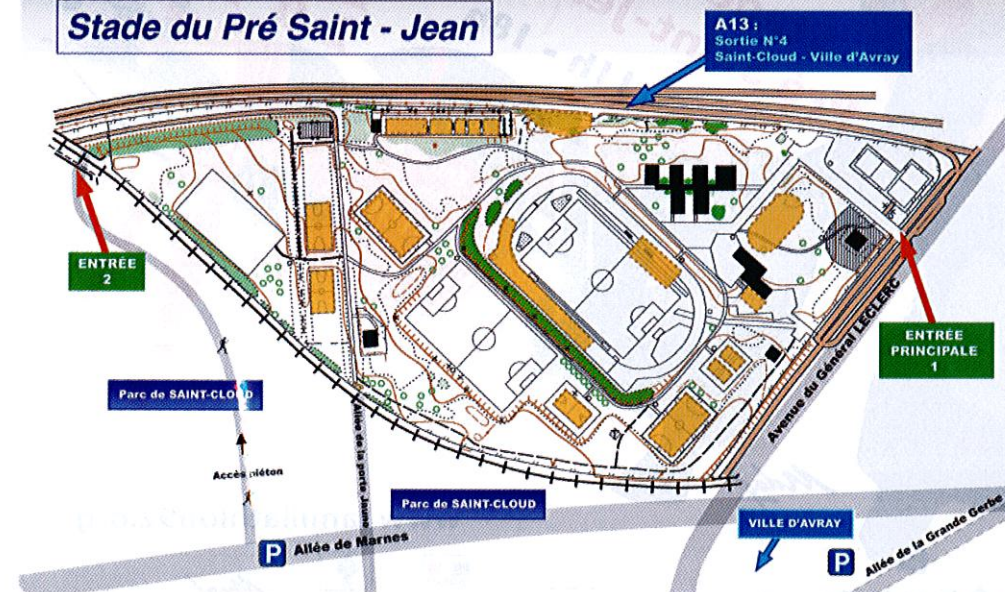 Stade du Pré Saint - Jean
A13 :
Sortie N°4
Saint-Cloud - Ville d'Avray
ENTRÉE
2
ENTRÉE
PRINCIPALE
1
Avenue du Général LECLERC
Parc de SAINT-CLOUD
Accès piéton
Allée de la porte Jaune
Parc de SAINT-CLOUD
P Allée de Marnes
VILLE D'AVRAY
P
Allée de la Grande Gerbe